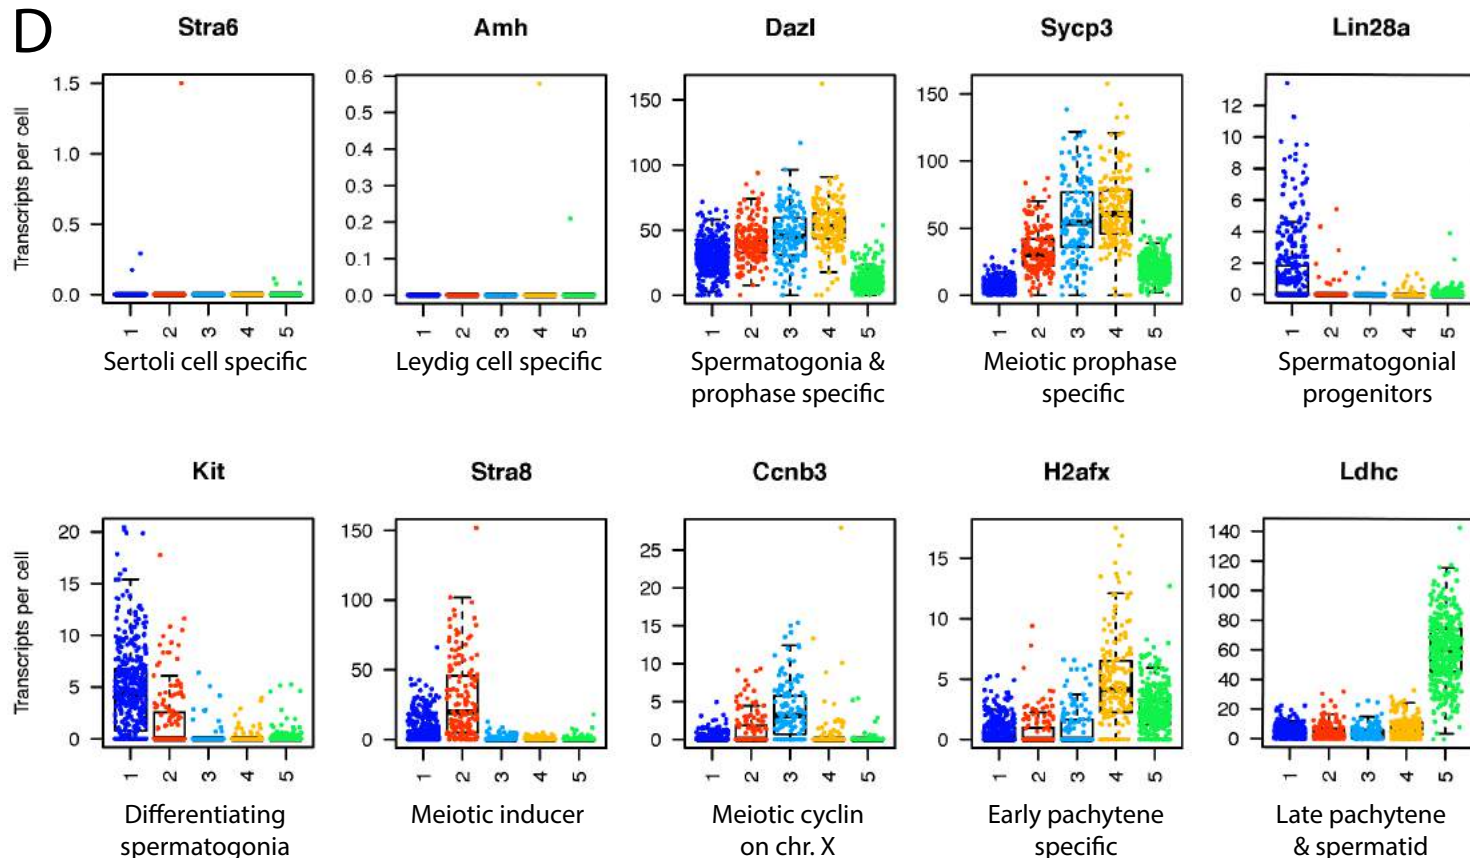 D
Stra6
Amh
Dazl
Sycp3
Lin28a
Transcripts per cell
1.5
1.0
0.5
0.0
1 2 3 4 5
0.6
0.5
0.4
0.3
0.2
0.1
0.0
1 2 3 4 5
150
100
50
0
1 2 3 4 5
150
100
50
0
1 2 3 4 5
12
10
8
6
4
2
0
1 2 3 4 5
Sertoli cell specific
Leydig cell specific
Spermatogonia &
prophase specific
Meiotic prophase
specific
Spermatogonial
progenitors
Kit
Stra8
Ccnb3
H2afx
Ldhc
Transcripts per cell
20
15
10
5
0
1 2 3 4 5
150
100
50
0
1 2 3 4 5
25
20
15
10
5
0
1 2 3 4 5
15
10
5
0
1 2 3 4 5
140
120
100
80
60
40
20
0
1 2 3 4 5
Differentiating
spermatogonia
Meiotic inducer
Meiotic cyclin
on chr. X
Early pachytene
specific
Late pachytene
& spermatid